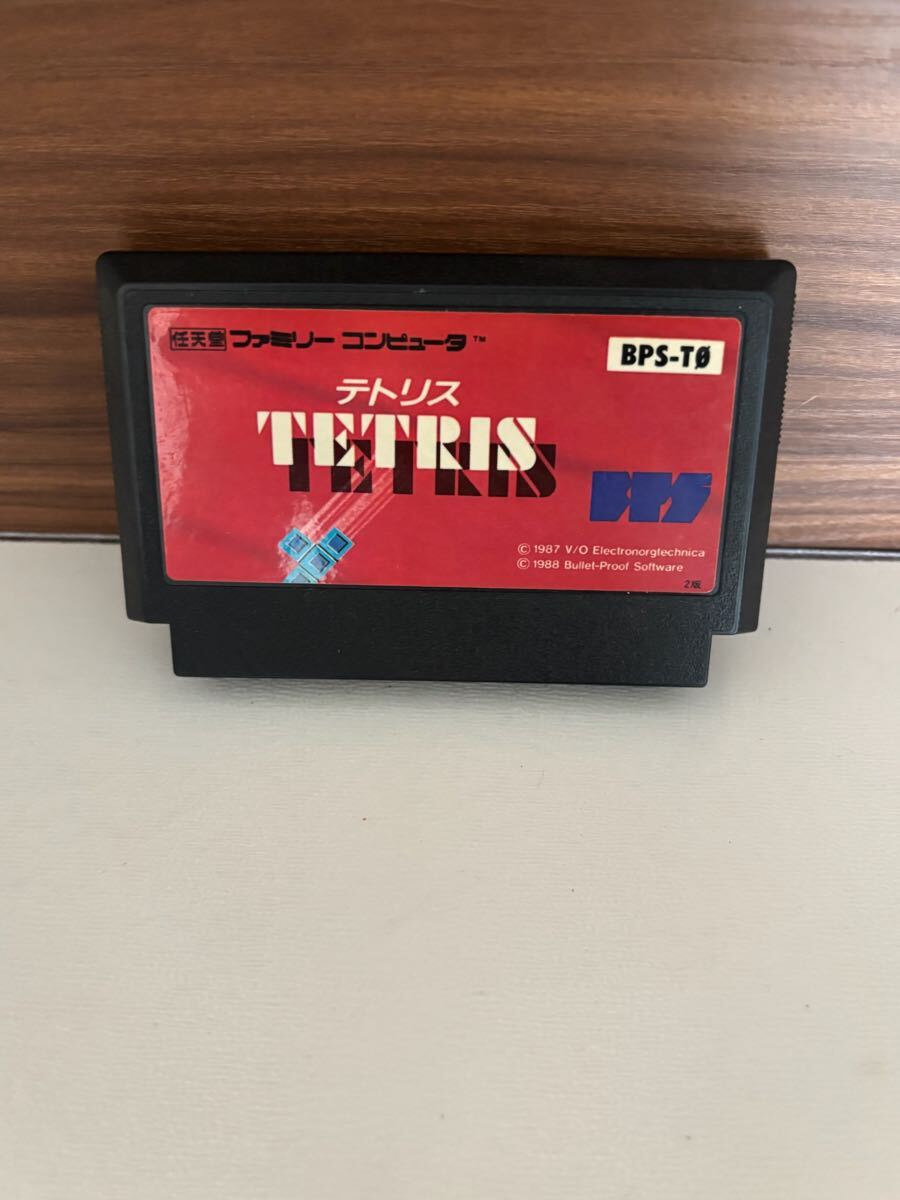 任天堂 ファミリー コンピュータ™
BPS-TØ
テトリス
TETRIS
BPS
© 1987 V/O Electronorgtechnica
© 1988 Bullet-Proof Software
2版